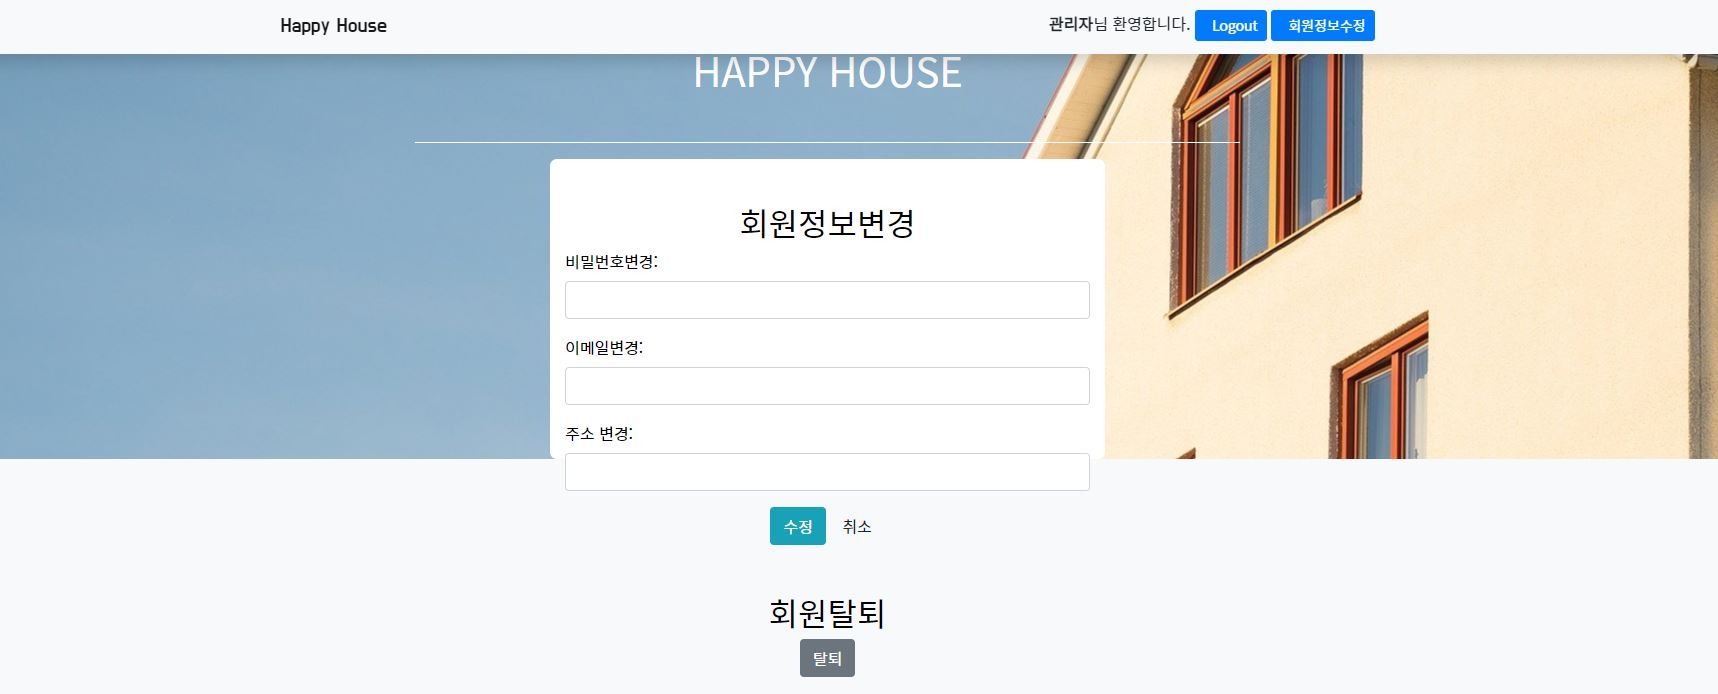 Happy House
관리자님 환영합니다. Logout 회원정보수정
HAPPY HOUSE
회원정보변경
비밀번호변경:
이메일변경:
주소 변경:
수정 취소
회원탈퇴
탈퇴